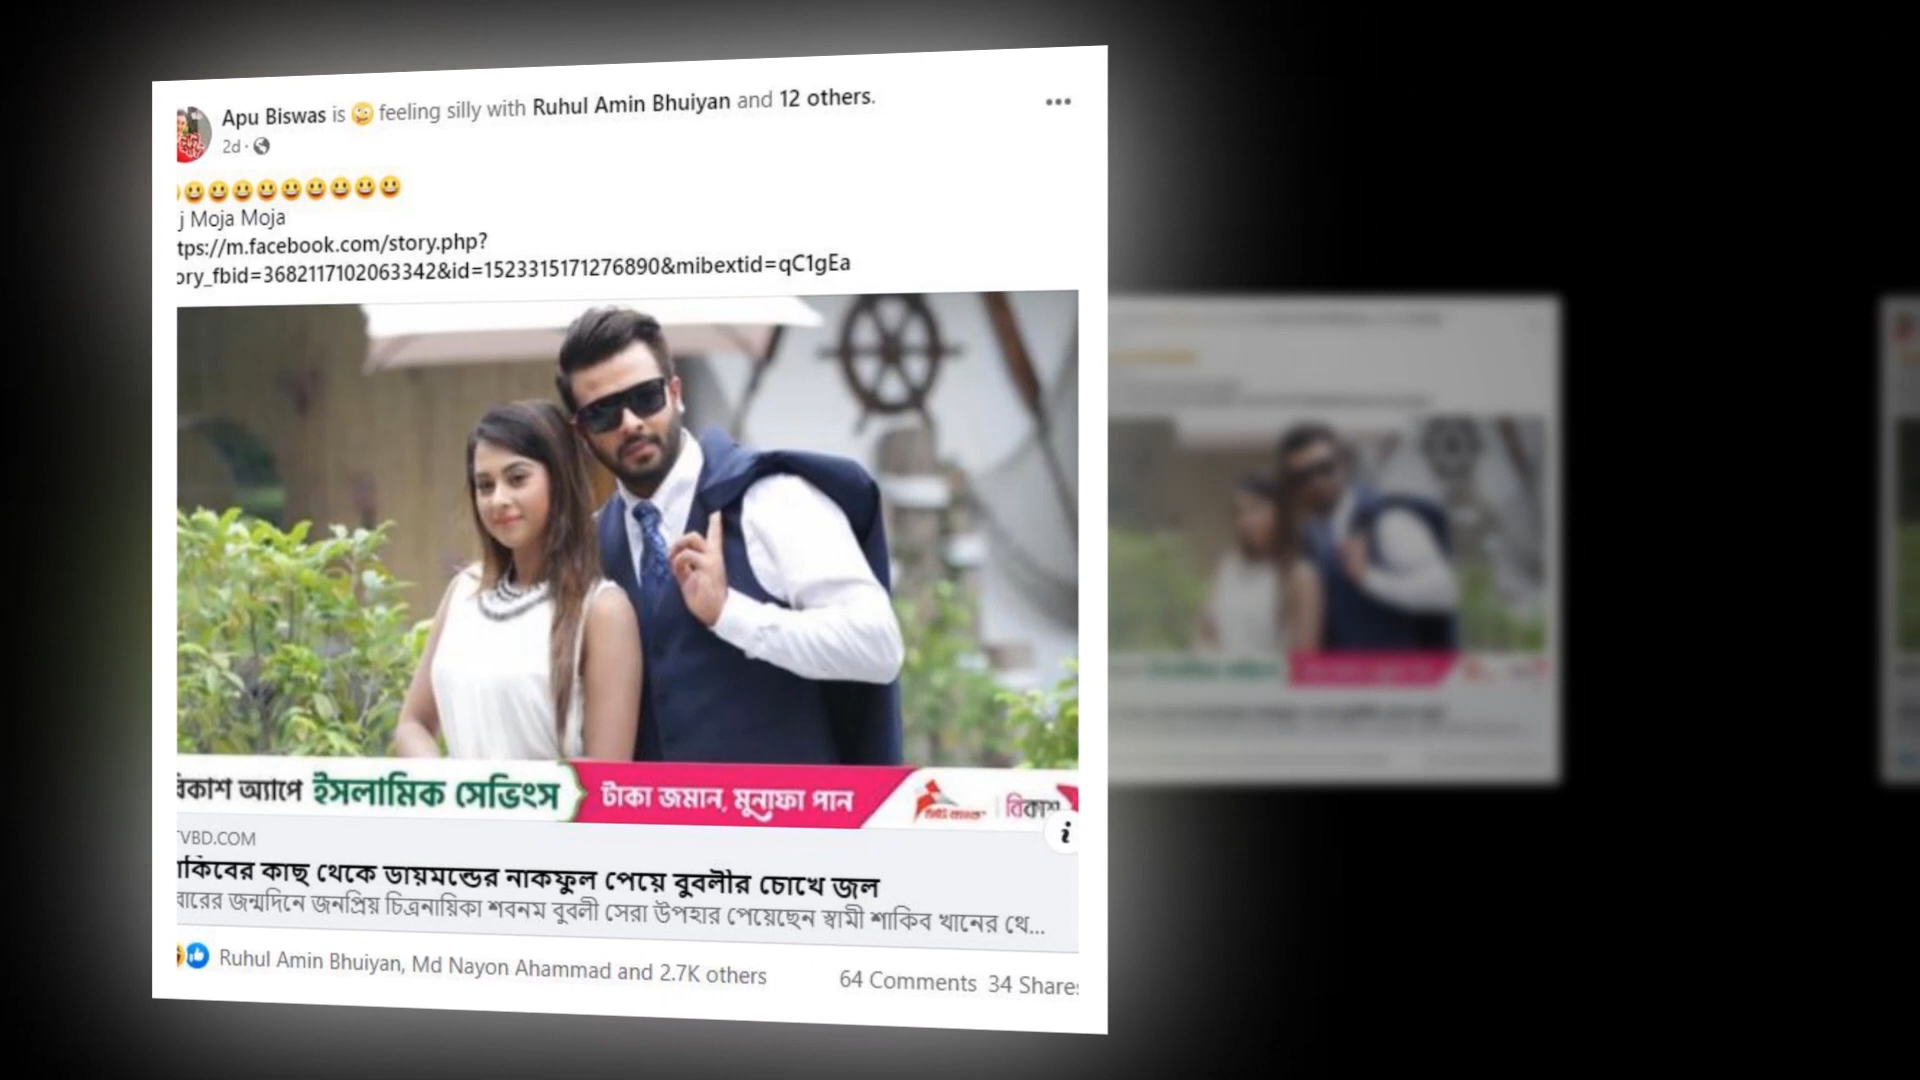 Apu Biswas is feeling silly with Ruhul Amin Bhuiyan and 12 others.
2d
j Moja Moja
tps://m.facebook.com/story.php?
ory_fbid=3682117102063342&id=1523315171276890&mibextid=qC1gEa
বিকাশ অ্যাপে ইসলামিক সেভিংস টাকা জমান, মুনাফা পান বিকাশ
TVBD.COM
াকিবের কাছ থেকে ডায়মন্ডের নাকফুল পেয়ে বুবলীর চোখে জল
বারের জন্মদিনে জনপ্রিয় চিত্রনায়িকা শবনম বুবলী সেরা উপহার পেয়েছেন স্বামী শাকিব খানের থে...
Ruhul Amin Bhuiyan, Md Nayon Ahammad and 2.7K others 64 Comments 34 Shares